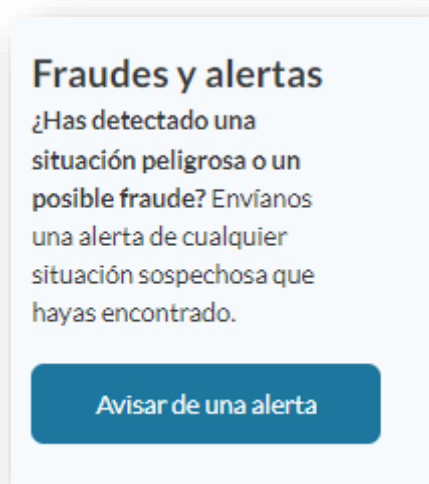 Fraudes y alertas
¿Has detectado una
situación peligrosa o un
posible fraude? Envíanos
una alerta de cualquier
situación sospechosa que
hayas encontrado.
Avisar de una alerta